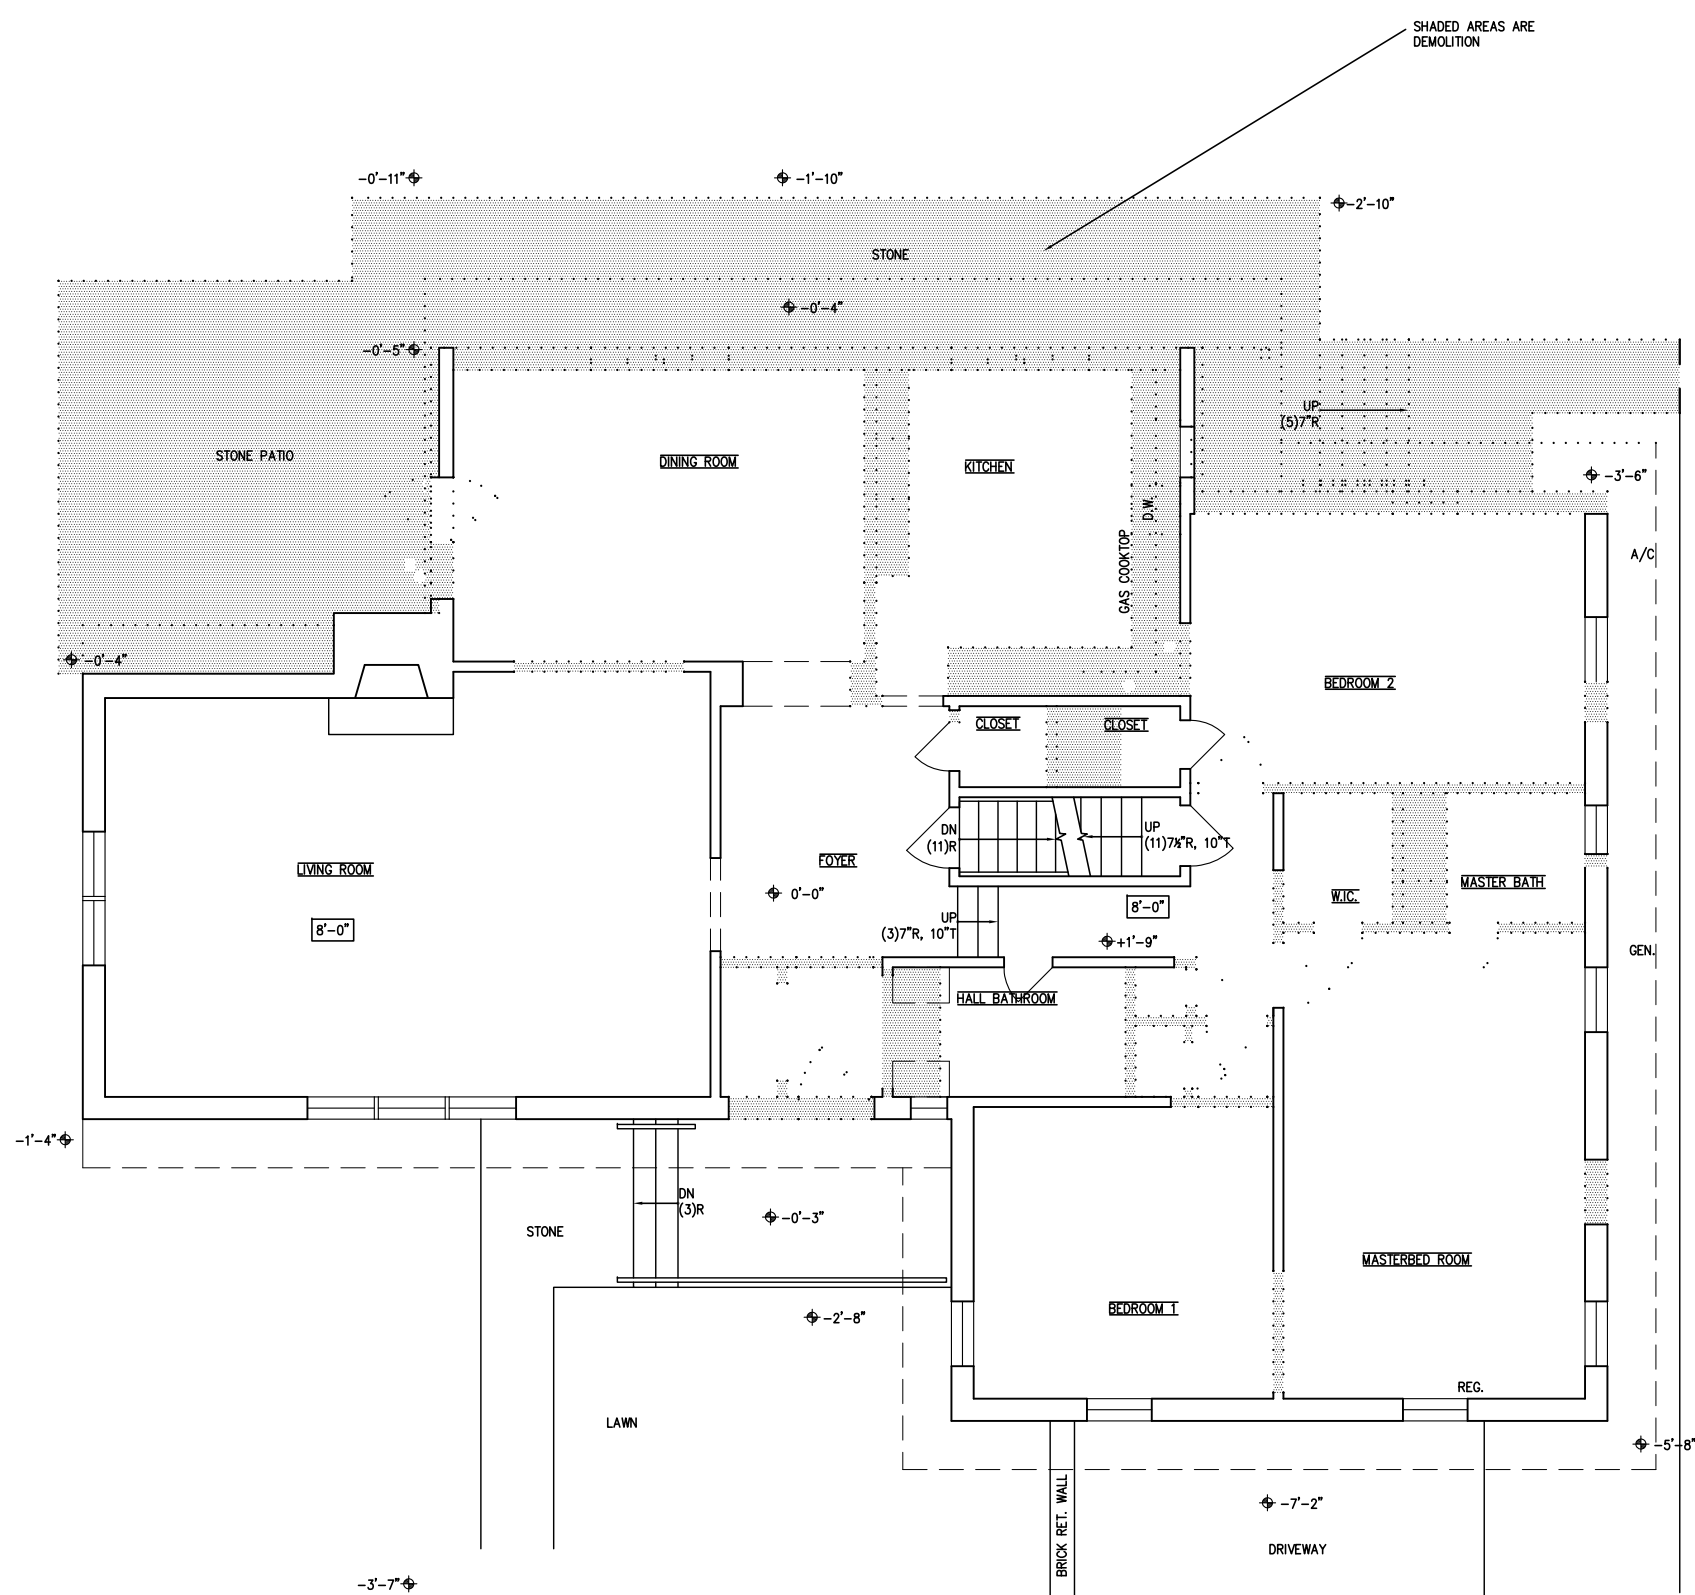 SHADED AREAS ARE
DEMOLITION
-0'-11"
-1'-10"
-2'-10"
STONE
-0'-4"
-0'-5"
UP
(5)7"R
STONE PATIO
DINING ROOM
KITCHEN
-3'-6"
D.W.
GAS COOKTOP
A/C
-0'-4"
BEDROOM 2
CLOSET
CLOSET
DN
(11)R
UP
(11)7½"R, 10"T
LIVING ROOM
FOYER
MASTER BATH
W.IC.
0'-0"
8'-0"
8'-0"
UP
(3)7"R, 10"T
+1'-9"
GEN.
HALL BATHROOM
-1'-4"
DN
(3)R
-0'-3"
STONE
MASTERBED ROOM
BEDROOM 1
-2'-8"
REG.
LAWN
-5'-8"
BRICK RET. WALL
-7'-2"
DRIVEWAY
-3'-7"